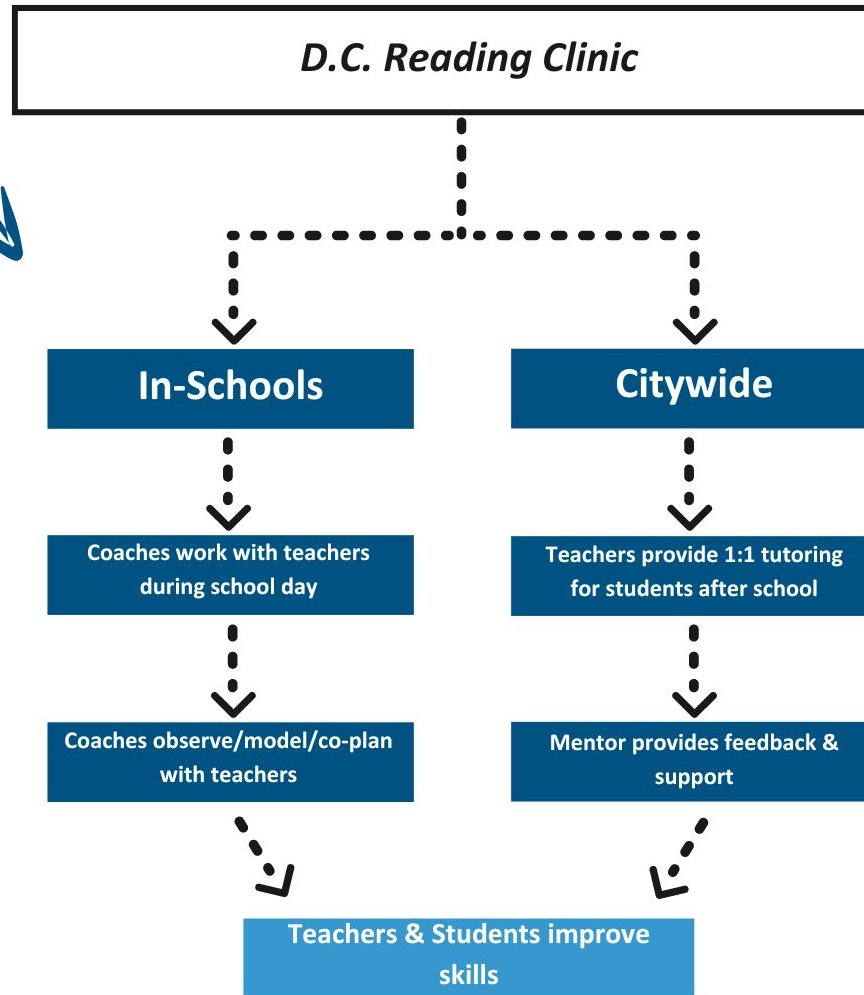 D.C. Reading Clinic
In-Schools
Citywide
Coaches work with teachers
during school day
Teachers provide 1:1 tutoring
for students after school
Coaches observe/model/co-plan
with teachers
Mentor provides feedback &
support
Teachers & Students improve
skills